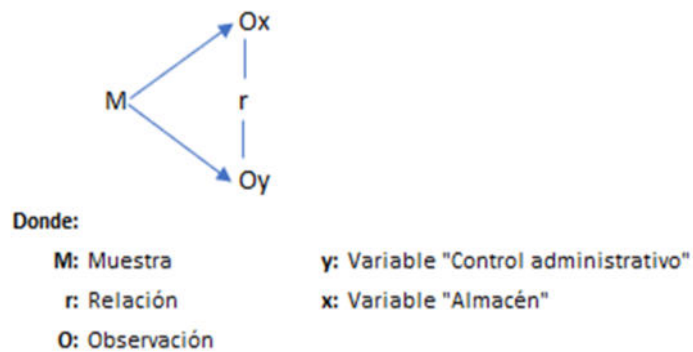 Ox
M
r
Oy
Donde:
M: Muestra
y: Variable "Control administrativo"
r: Relación
x: Variable "Almacén"
O: Observación